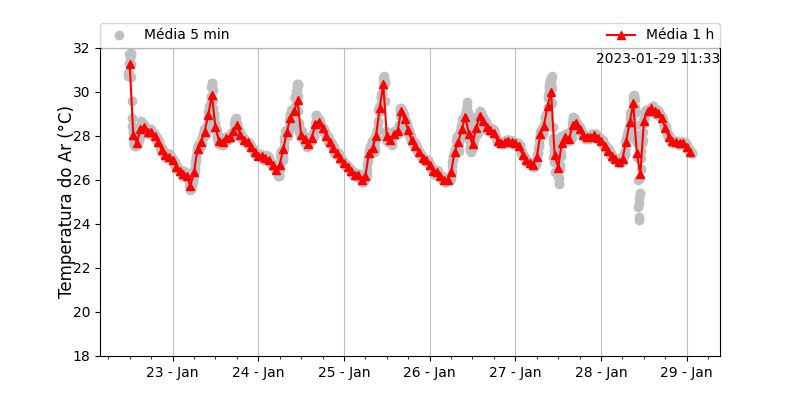 Média 5 min
Média 1 h
2023-01-29 11:33
Temperatura do Ar (°C)
32
30
28
26
24
22
20
18
23 - Jan
24 - Jan
25 - Jan
26 - Jan
27 - Jan
28 - Jan
29 - Jan